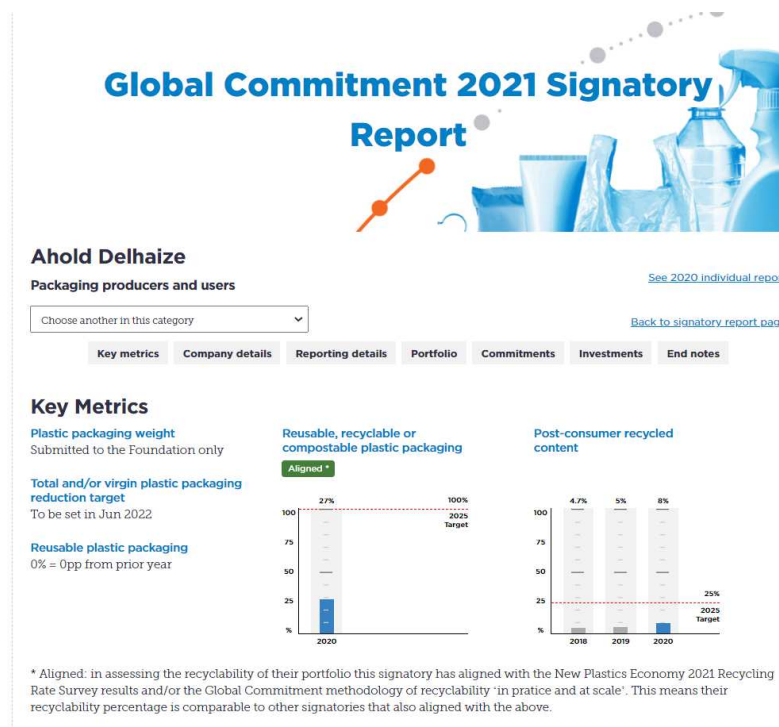 Global Commitment 2021 Signatory
Report
Ahold Delhaize
Packaging producers and users
See 2020 individual repor
Choose another in this category
Back to signatory report pag
Key metrics
Company details
Reporting details
Portfolio
Commitments
Investments
End notes
Key Metrics
Plastic packaging weight
Submitted to the Foundation only
Total and/or virgin plastic packaging
reduction target
To be set in Jun 2022
Reusable plastic packaging
0% = 0pp from prior year
Reusable, recyclable or
compostable plastic packaging
Aligned *
27%
100%
100
2025
Target
75
50
25
%
2020
Post-consumer recycled
content
4.7%
5%
8%
100
75
50
25%
25
2025
Target
%
2018
2019
2020
* Aligned: in assessing the recyclability of their portfolio this signatory has aligned with the New Plastics Economy 2021 Recycling
Rate Survey results and/or the Global Commitment methodology of recyclability 'in pratice and at scale'. This means their
recyclability percentage is comparable to other signatories that also aligned with the above.